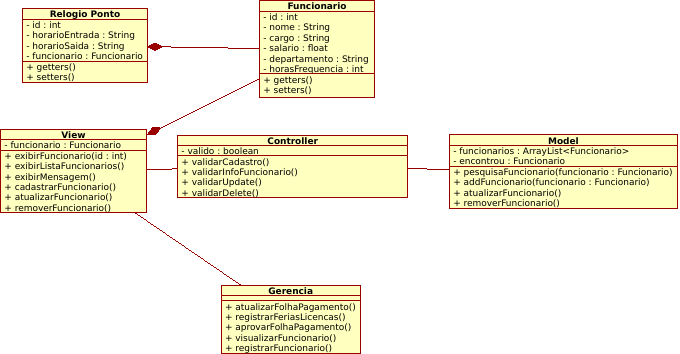 Relogio Ponto
- id : int
- horarioEntrada : String
- horarioSaida : String
- funcionario : Funcionario
+ getters()
+ setters()
Funcionario
- id : int
- nome : String
- cargo : String
- salario : float
- departamento : String
- horasFrequencia : int
+ getters()
+ setters()
View
- funcionario : Funcionario
+ exibirFuncionario(id : int)
+ exibirListaFuncionarios()
+ exibirMensagem()
+ cadastrarFuncionario()
+ atualizarFuncionario()
+ removerFuncionario()
Controller
- valido : boolean
+ validarCadastro()
+ validarInfoFuncionario()
+ validarUpdate()
+ validarDelete()
Model
- funcionarios : ArrayList<Funcionario>
- encontrou : Funcionario
+ pesquisaFuncionario(funcionario : Funcionario)
+ addFuncionario(funcionario : Funcionario)
+ atualizarFuncionario()
+ removerFuncionario()
Gerencia
+ atualizarFolhaPagamento()
+ registrarFeriasLicencas()
+ aprovarFolhaPagamento()
+ visualizarFuncionario()
+ registrarFuncionario()